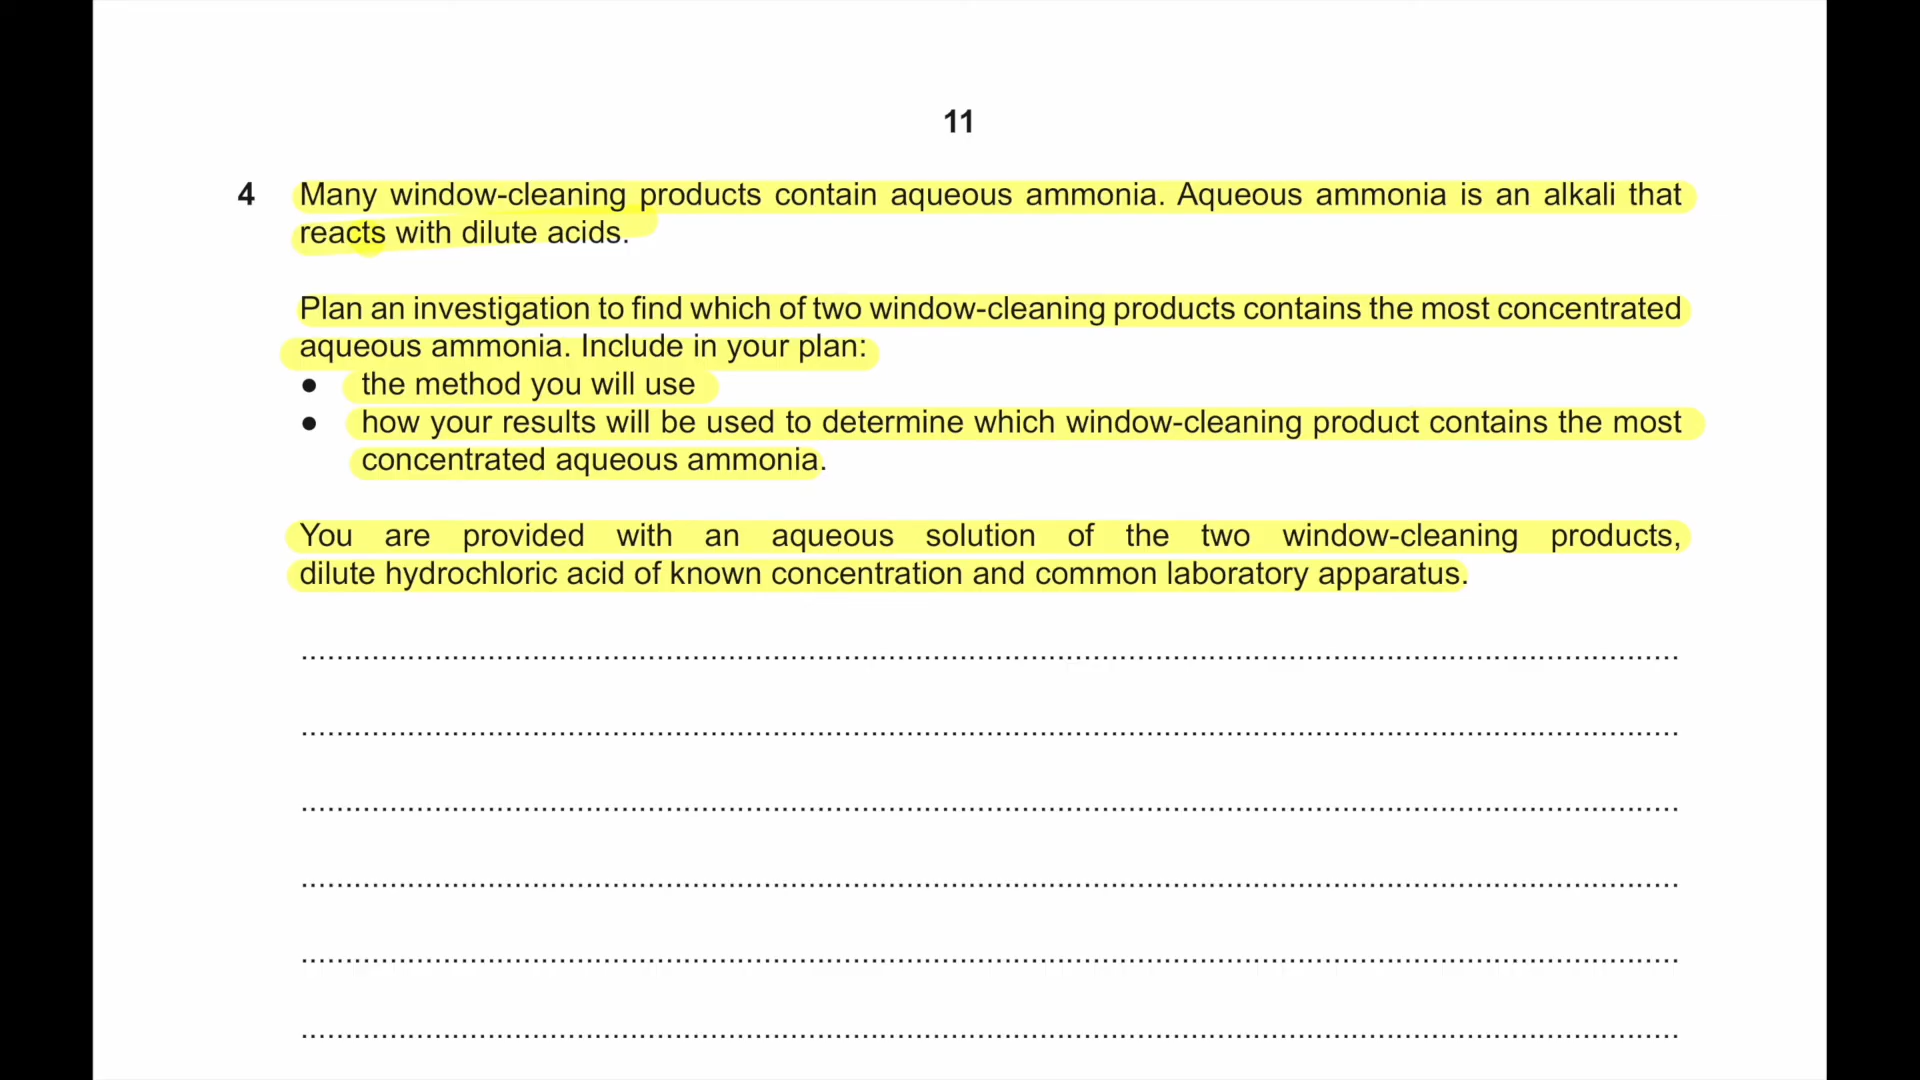 11
4 Many window-cleaning products contain aqueous ammonia. Aqueous ammonia is an alkali that
reacts with dilute acids.
Plan an investigation to find which of two window-cleaning products contains the most concentrated
aqueous ammonia. Include in your plan:
● the method you will use
● how your results will be used to determine which window-cleaning product contains the most
concentrated aqueous ammonia.
You are provided with an aqueous solution of the two window-cleaning products,
dilute hydrochloric acid of known concentration and common laboratory apparatus.